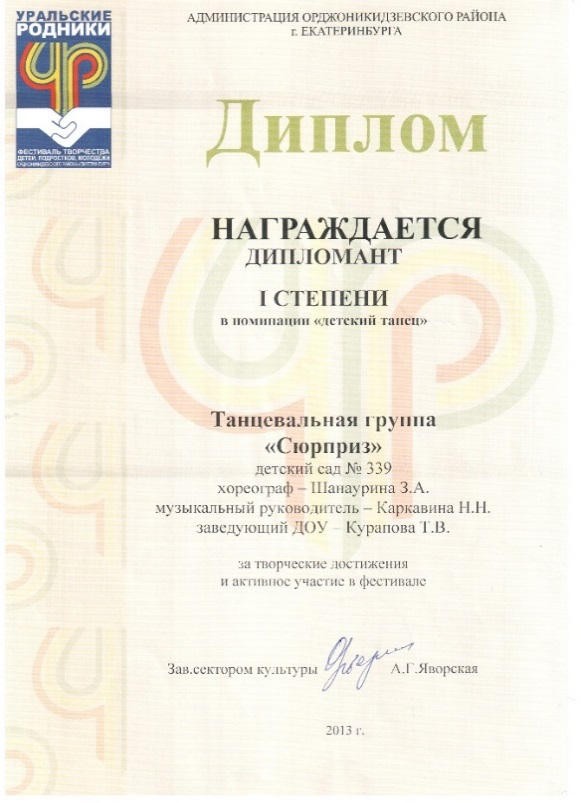 УРАЛЬСКИЕ
РОДНИКИ
ФЕСТИВАЛЬ ТВОРЧЕСТВА
ДЕТЕЙ, ПОДРОСТКОВ, МОЛОДЕЖИ
АДМИНИСТРАЦИЯ ОРДЖОНИКИДЗЕВСКОГО РАЙОНА
г. ЕКАТЕРИНБУРГА
Диплом
НАГРАЖДАЕТСЯ
ДИПЛОМАНТ
I СТЕПЕНИ
в номинации «детский танец»
Танцевальная группа
«Сюрприз»
детский сад № 339
хореограф – Шанаурина З.А.
музыкальный руководитель – Каркавина Н.Н.
заведующий ДОУ – Курапова Т.В.
за творческие достижения
и активное участие в фестивале
Зав.сектором культуры А.Г.Яворская
2013 г.